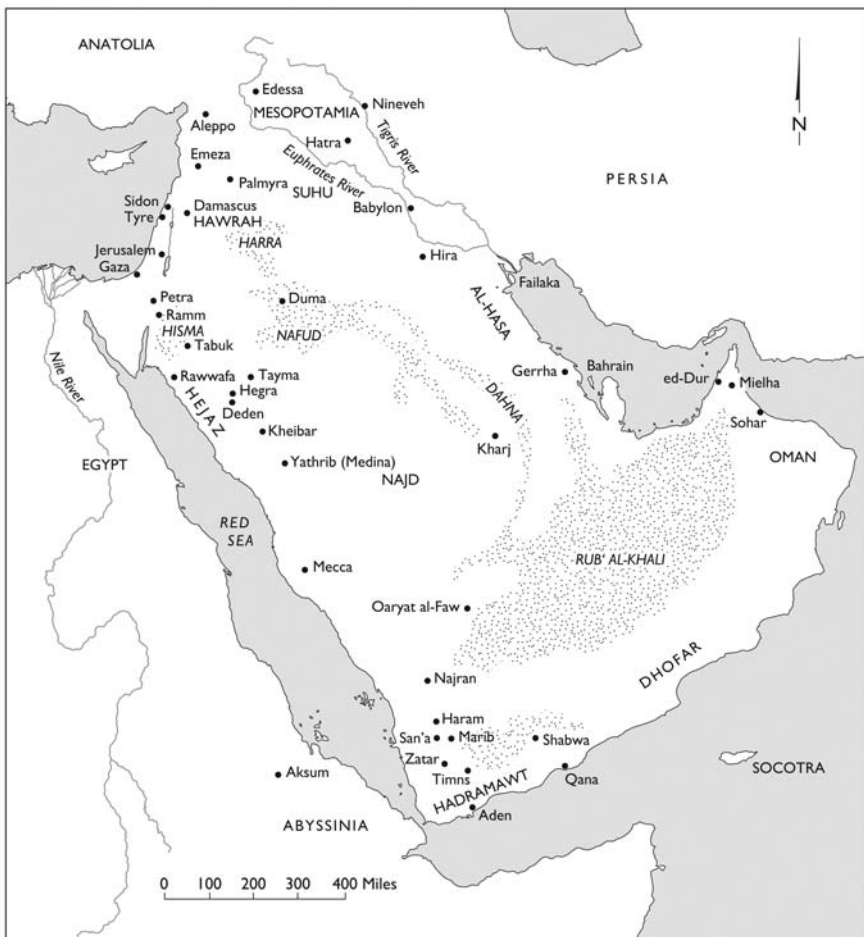 ANATOLIA
Edessa
MESOPOTAMIA
Nineveh
Aleppo
Hatra
Tigris River
Emeza
Euphrates River
Palmyra
SUHU
PERSIA
N
Sidon
Damascus
Babylon
Tyre
HAWRAH
HARRA
Jerusalem
Hira
Gaza
Failaka
Petra
Duma
AL-HASA
Ramm
HISMA
NAFUD
Tabuk
Nile River
Rawwafa
Tayma
Gerrha
Bahrain
ed-Dur
Mielha
Hegra
HEJAZ
DAHNA
Deden
Sohar
Kheibar
Kharj
OMAN
EGYPT
Yathrib (Medina)
NAJD
RED
SEA
RUB' AL-KHALI
Mecca
Oaryat al-Faw
DHOFAR
Najran
Haram
San'a
Marib
Shabwa
Zatar
Timns
Qana
SOCOTRA
Aksum
HADRAMAWT
Aden
ABYSSINIA
0 100 200 300 400 Miles